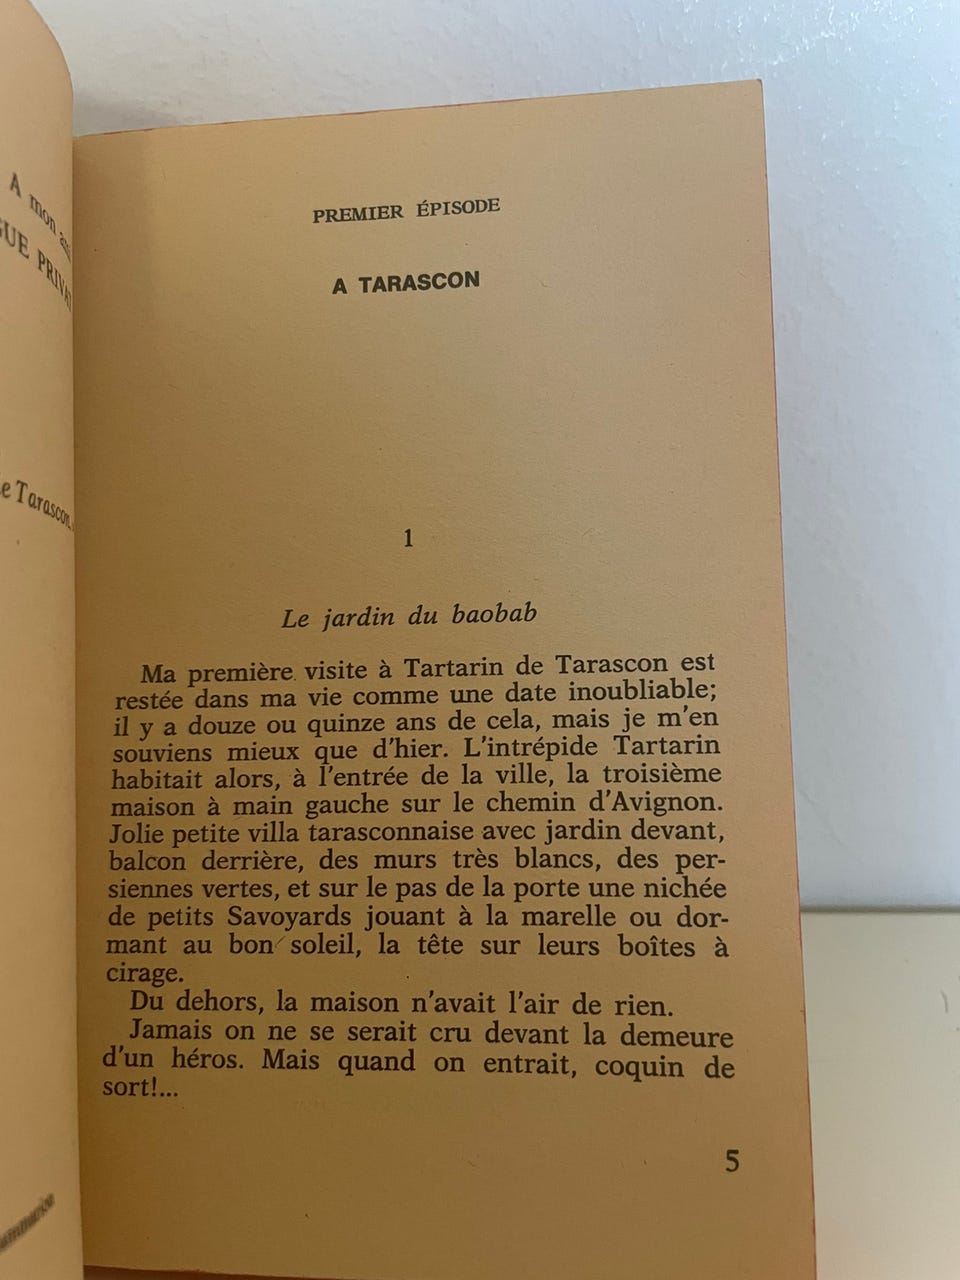 A mon
GUE PRIVAT
e Tarascon,
PREMIER ÉPISODE
A TARASCON
1
Le jardin du baobab
Ma première visite à Tartarin de Tarascon est
restée dans ma vie comme une date inoubliable;
il y a douze ou quinze ans de cela, mais je m'en
souviens mieux que d'hier. L'intrépide Tartarin
habitait alors, à l'entrée de la ville, la troisième
maison à main gauche sur le chemin d'Avignon.
Jolie petite villa tarasconnaise avec jardin devant,
balcon derrière, des murs très blancs, des per-
siennes vertes, et sur le pas de la porte une nichée
de petits Savoyards jouant à la marelle ou dor-
mant au bon soleil, la tête sur leurs boîtes à
cirage.
Du dehors, la maison n'avait l'air de rien.
Jamais on ne se serait cru devant la demeure
d'un héros. Mais quand on entrait, coquin de
sort!...
5